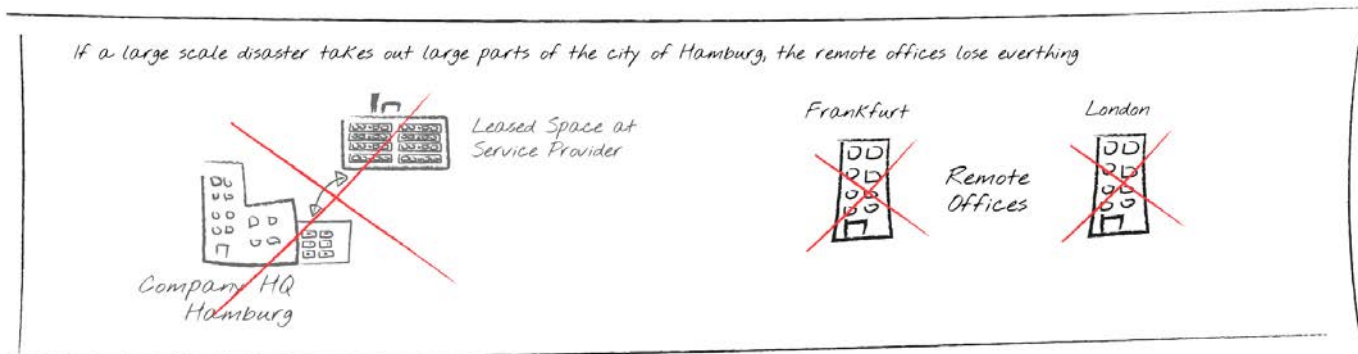 If a large scale disaster takes out large parts of the city of Hamburg, the remote offices lose everthing
Leased Space at
Service Provider
Company HQ
Hamburg
Frankfurt
Remote
Offices
London